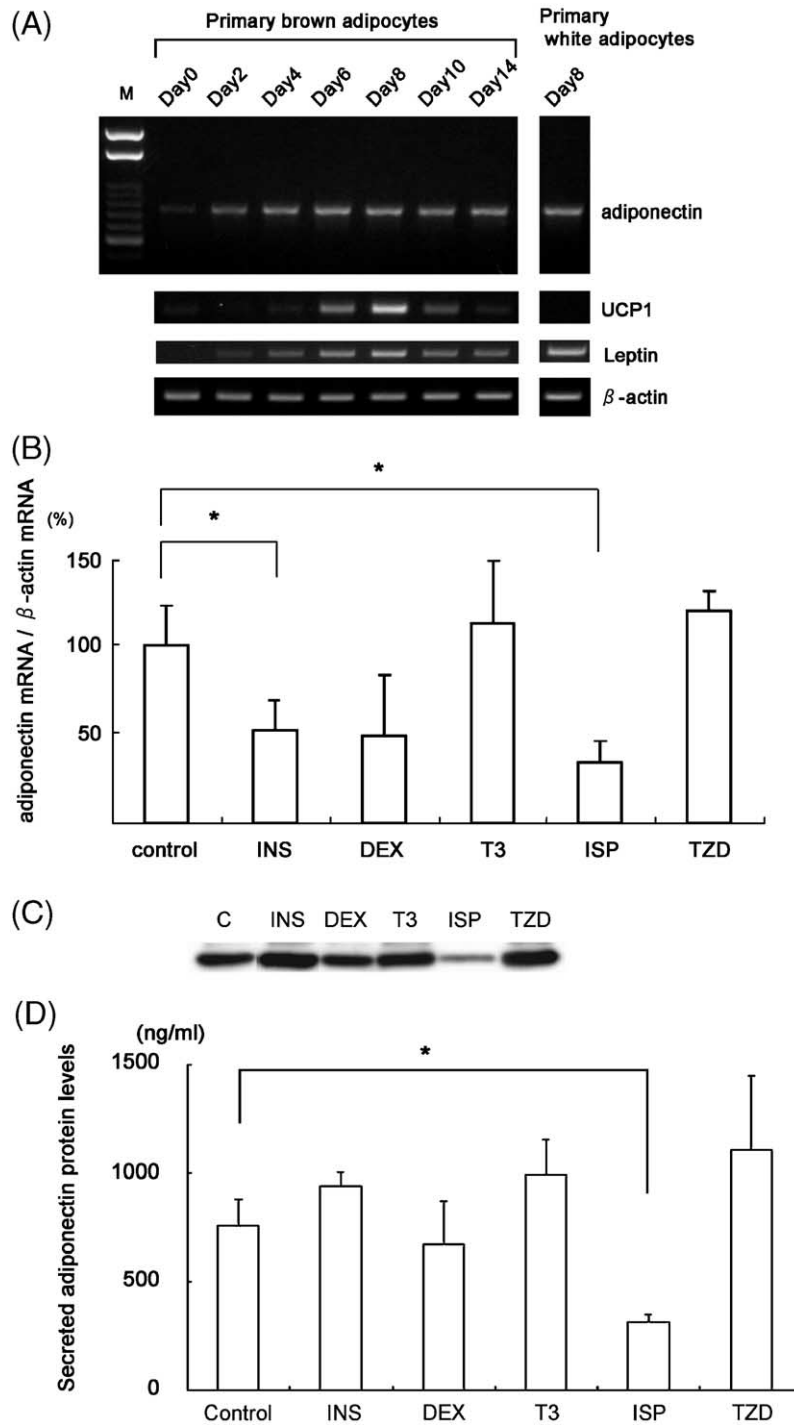 (A)
Primary brown adipocytes
Primary
white adipocytes
M Day0 Day2 Day4 Day6 Day8 Day10 Day14 Day8
adiponectin
UCP1
Leptin
β-actin
(B)
adiponectin mRNA / β-actin mRNA
(%)
*
*
150
100
50
control INS DEX T3 ISP TZD
(C)
C INS DEX T3 ISP TZD
(D)
Secreted adiponectin protein levels
(ng/ml)
*
1500
1000
500
0
Control INS DEX T3 ISP TZD